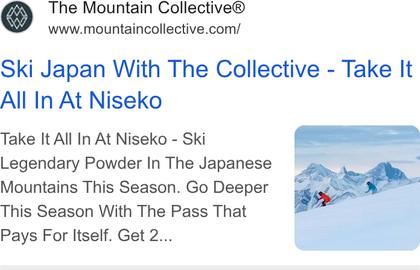 The Mountain Collective®
www.mountaincollective.com/
Ski Japan With The Collective - Take It
All In At Niseko
Take It All In At Niseko - Ski
Legendary Powder In The Japanese
Mountains This Season. Go Deeper
This Season With The Pass That
Pays For Itself. Get 2...